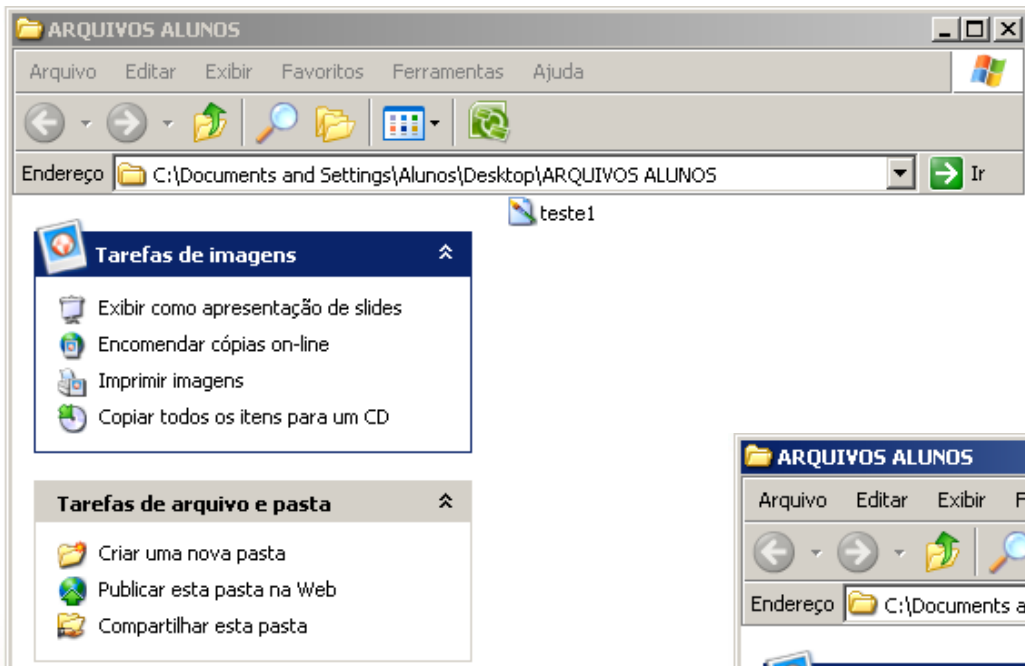 ARQUIVOS ALUNOS
Arquivo Editar Exibir Favoritos Ferramentas Ajuda
Endereço C:\Documents and Settings\Alunos\Desktop\ARQUIVOS ALUNOS Ir
teste1
Tarefas de imagens
Exibir como apresentação de slides
Encomendar cópias on-line
Imprimir imagens
Copiar todos os itens para um CD
Tarefas de arquivo e pasta
Criar uma nova pasta
Publicar esta pasta na Web
Compartilhar esta pasta
ARQUIVOS ALUNOS
Arquivo Editar Exibir F
Endereço C:\Documents a